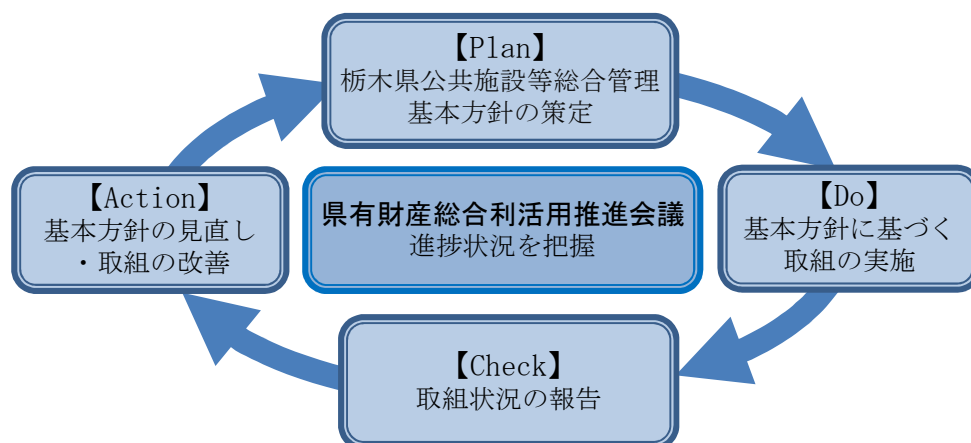 【Plan】
栃木県公共施設等総合管理
基本方針の策定
【Do】
基本方針に基づく
取組の実施
【Check】
取組状況の報告
【Action】
基本方針の見直し
・取組の改善
県有財産総合利活用推進会議
進捗状況を把握